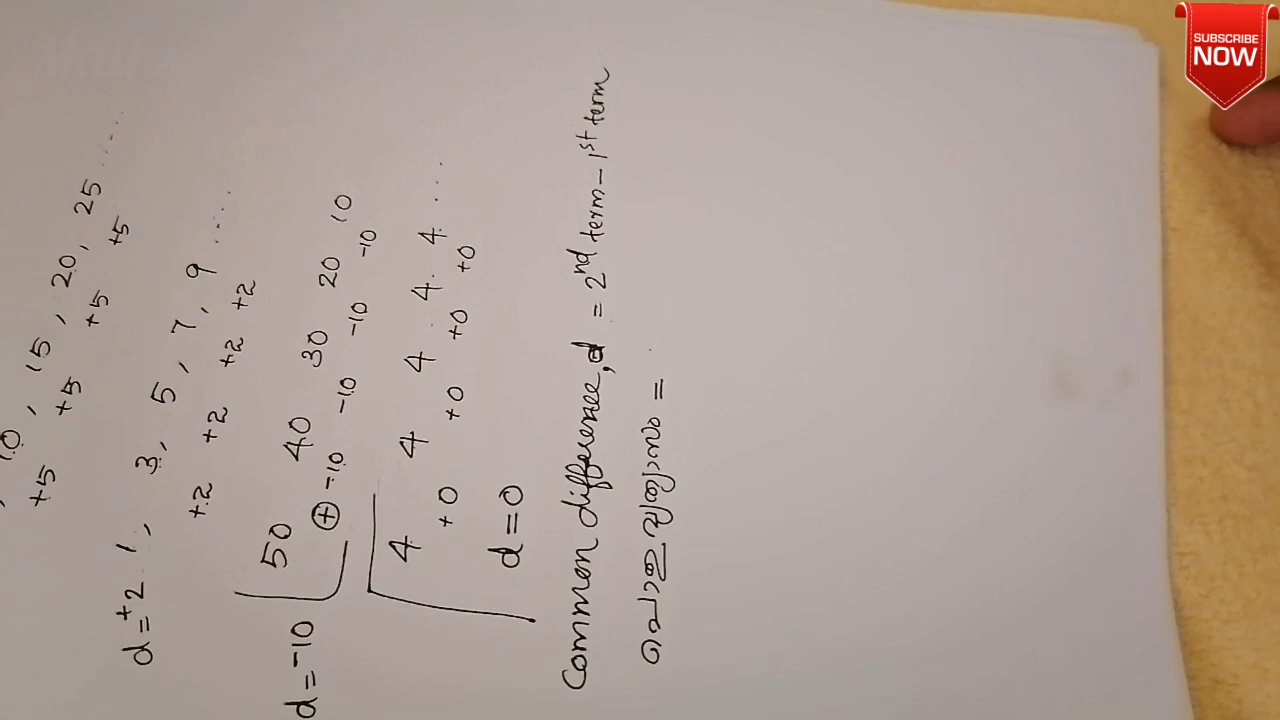 10, 15, 20, 25 .....
+5 +5 +5 +5
d=+2 1, 3, 5, 7, 9 ....
+2 +2 +2 +2
d=-10 50 40 30 20 10
+ -10 -10 -10 -10
4 4 4 4 4 ...
+0 +0 +0 +0
d=0
Common difference, d = 2nd term - 1st term
പൊതുവ്യത്യാസം =
SUBSCRIBE
NOW